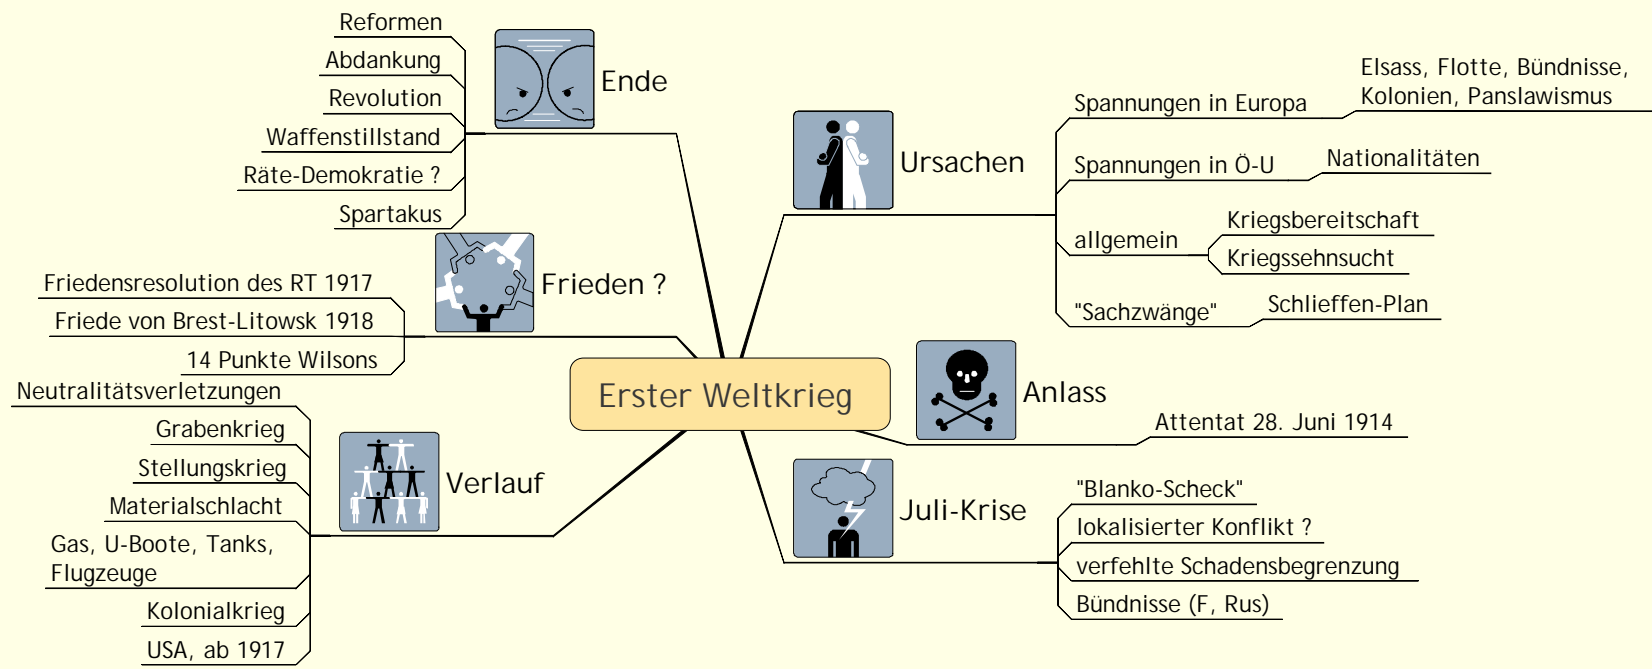 Erster Weltkrieg
Ursachen
Spannungen in Europa
Elsass, Flotte, Bündnisse,
Kolonien, Panslawismus
Spannungen in Ö-U
Nationalitäten
allgemein
Kriegsbereitschaft
Kriegssehnsucht
"Sachzwänge"
Schlieffen-Plan
Anlass
Attentat 28. Juni 1914
Juli-Krise
"Blanko-Scheck"
lokalisierter Konflikt ?
verfehlte Schadensbegrenzung
Bündnisse (F, Rus)
Verlauf
Neutralitätsverletzungen
Grabenkrieg
Stellungskrieg
Materialschlacht
Gas, U-Boote, Tanks,
Flugzeuge
Kolonialkrieg
USA, ab 1917
Frieden ?
Friedensresolution des RT 1917
Friede von Brest-Litowsk 1918
14 Punkte Wilsons
Ende
Reformen
Abdankung
Revolution
Waffenstillstand
Räte-Demokratie ?
Spartakus